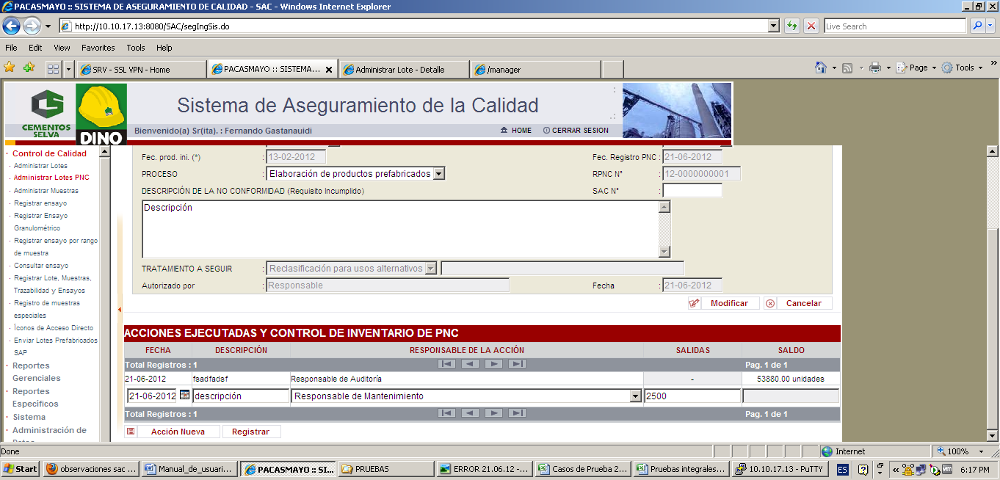 PACASMAYO :: SISTEMA DE ASEGURAMIENTO DE CALIDAD - SAC - Windows Internet Explorer
http://10.10.17.13:8080/SAC/segIngSis.do
Live Search
File Edit View Favorites Tools Help
SRV - SSL VPN - Home
PACASMAYO :: SISTEMA...
Administrar Lote - Detalle
/manager
Page
Tools
CEMENTOS
SELVA
DINO
Sistema de Aseguramiento de la Calidad
Bienvenido(a) Sr(ita). : Fernando Gastanauidi
HOME
CERRAR SESION
Control de Calidad
Administrar Lotes
Administrar Lotes PNC
Administrar Muestras
Registrar ensayo
Registrar Ensayo
Granulométrico
Registrar ensayo por rango
de muestra
Consultar ensayo
Registrar Lote, Muestras,
Trazabilidad y Ensayos
Registro de muestras
especiales
Íconos de Acceso Directo
Enviar Lotes Prefabricados
SAP
Reportes
Gerenciales
Reportes
Específicos
Sistema
Administración de
Fec. prod. ini. (*) : 13-02-2012 Fec. Registro PNC : 21-06-2012
PROCESO : Elaboración de productos prefabricados RPNC N° : 12-0000000001
DESCRIPCIÓN DE LA NO CONFORMIDAD (Requisito Incumplido) SAC N° :
Descripción
TRATAMIENTO A SEGUIR : Reclasificación para usos alternativos
Autorizado por : Responsable Fecha : 21-06-2012
Modificar Cancelar
ACCIONES EJECUTADAS Y CONTROL DE INVENTARIO DE PNC
FECHA DESCRIPCIÓN RESPONSABLE DE LA ACCIÓN SALIDAS SALDO
Total Registros : 1 Pag. 1 de 1
21-06-2012 fsadfadsf Responsable de Auditoría - 53880.00 unidades
21-06-2012 descripción Responsable de Mantenimiento 2500
Total Registros : 1 Pag. 1 de 1
Acción Nueva Registrar
Done Internet 100%
Start
observaciones sac ...
Manual_de_usuari...
PACASMAYO :: SI...
PRUEBAS
ERROR 21.06.12 -...
Casos de Prueba 2...
Pruebas integrales...
10.10.17.13 - PuTTY
ES
6:17 PM